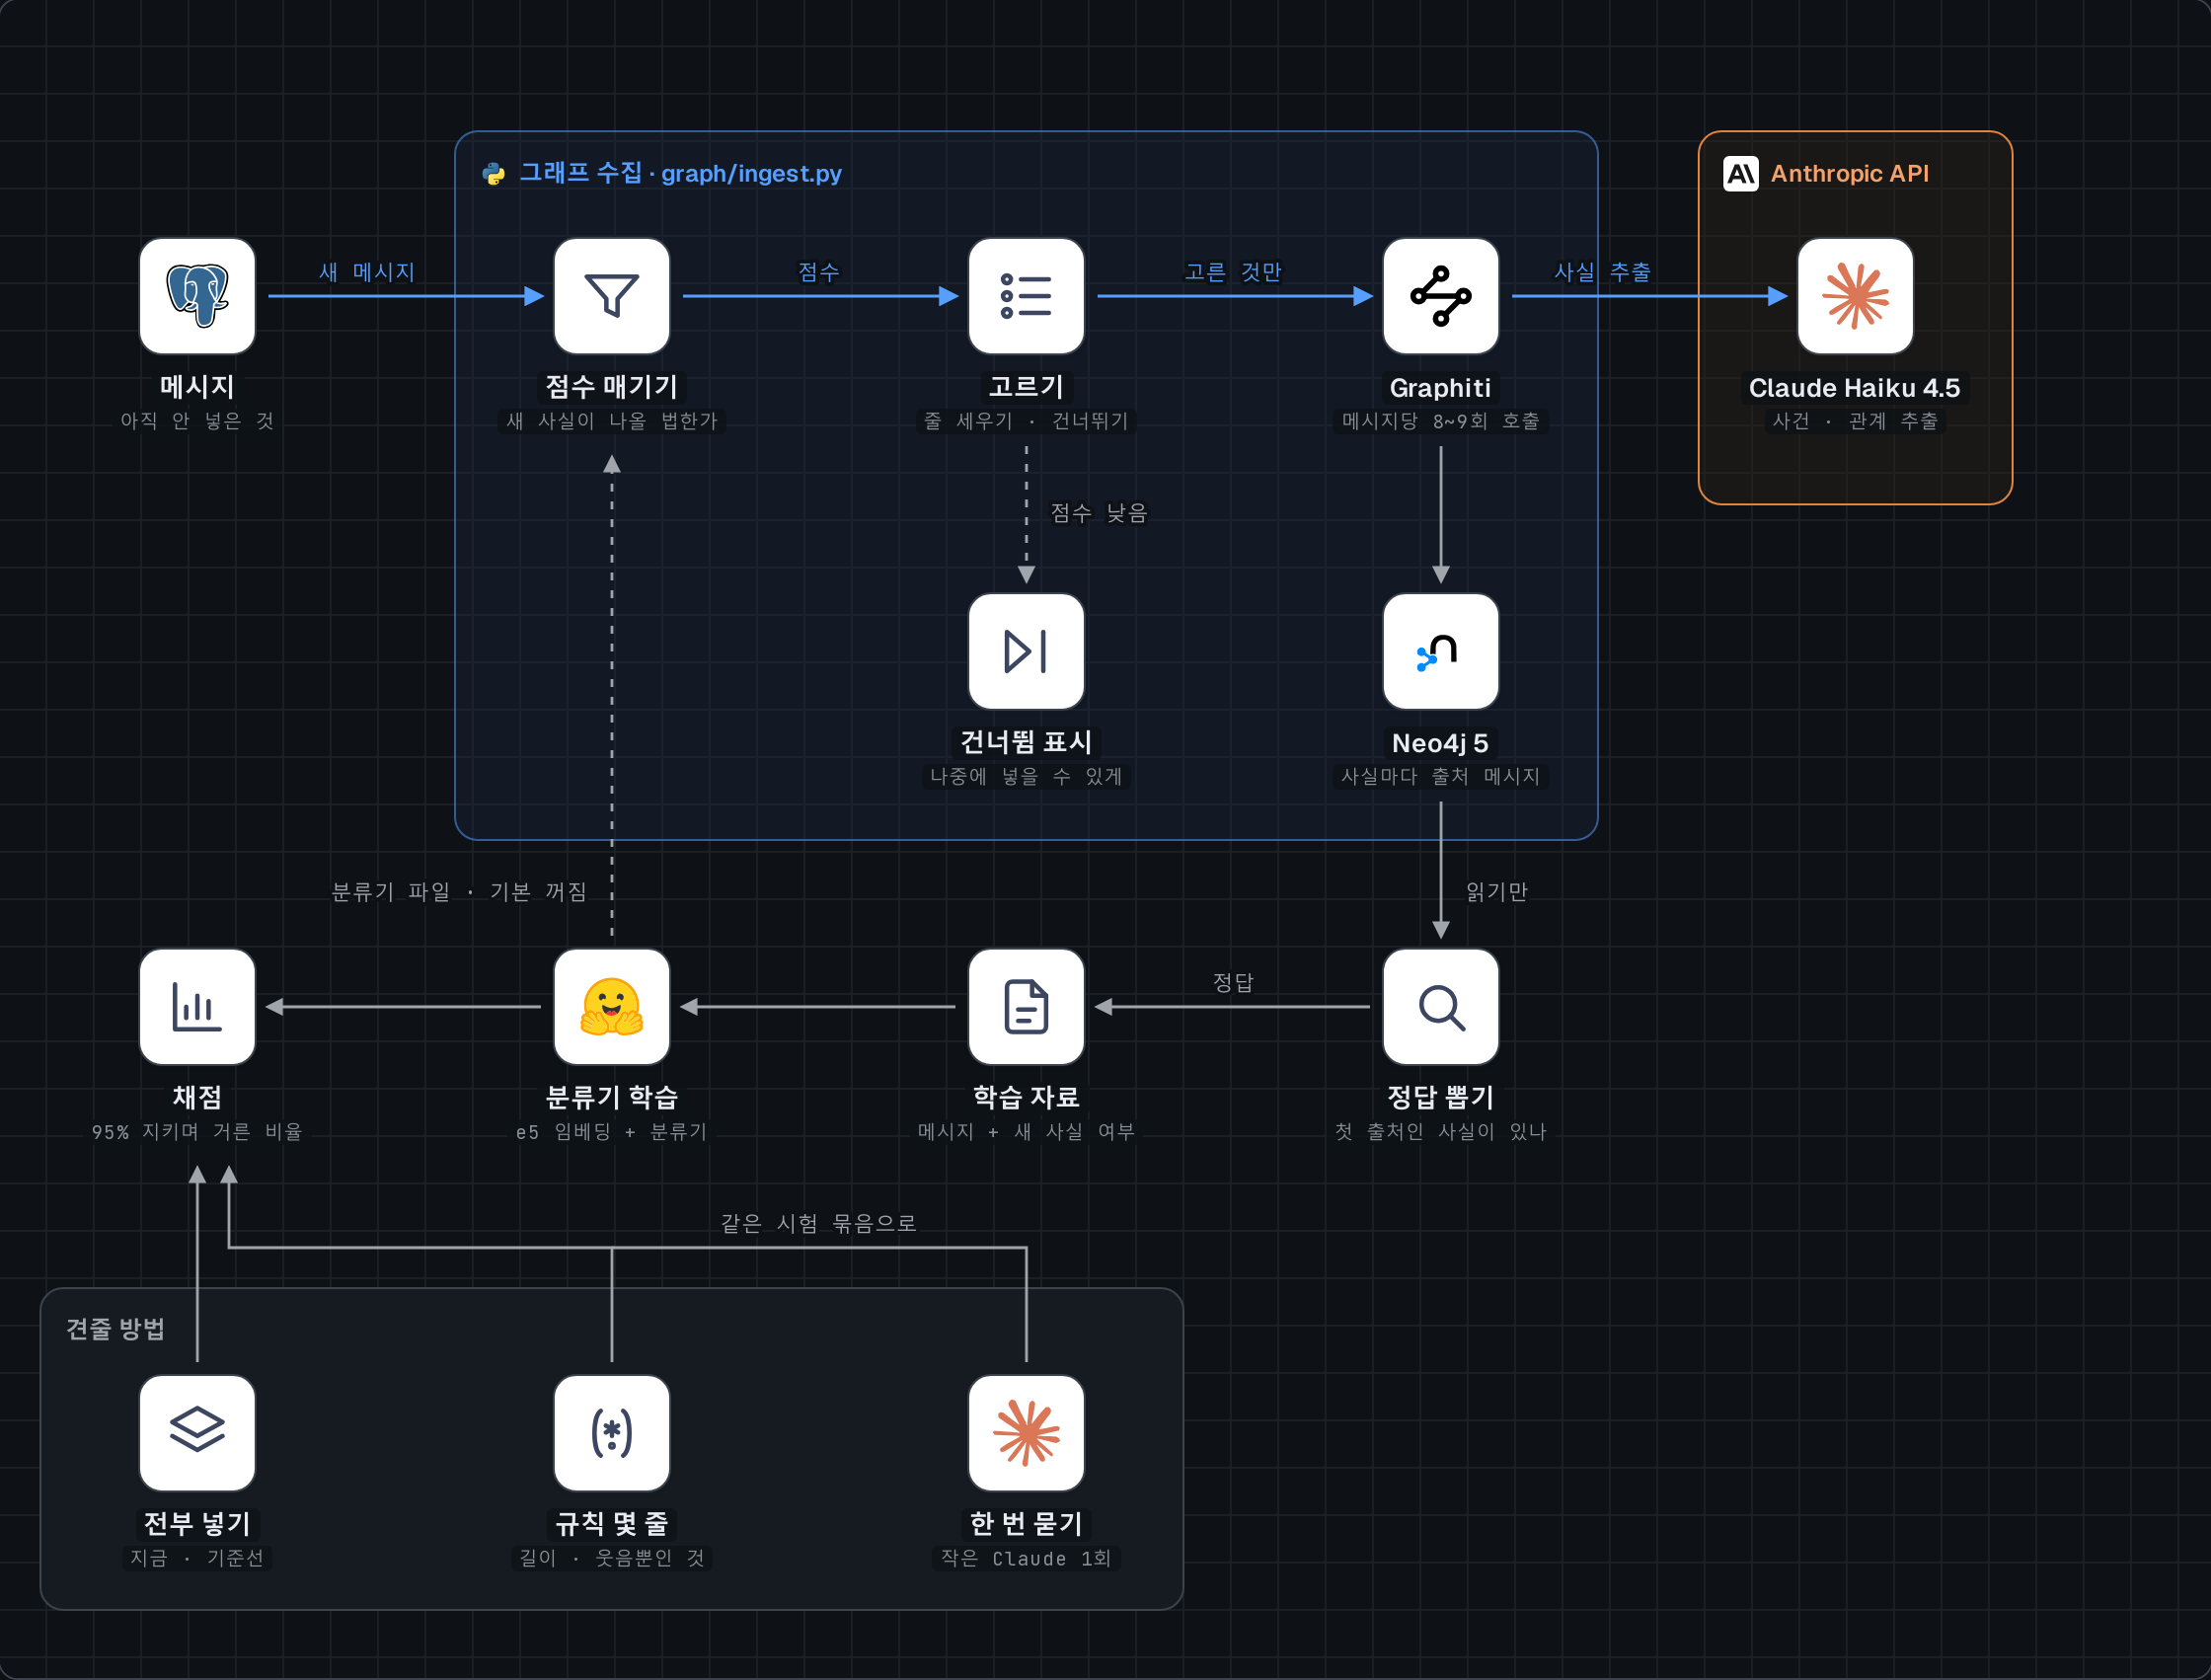 그래프 수집 · graph/ingest.py
Anthropic API
새 메시지
점수
고른 것만
사실 추출
메시지
아직 안 넣은 것
점수 매기기
새 사실이 나올 법한가
고르기
줄 세우기 · 건너뛰기
Graphiti
메시지당 8~9회 호출
Claude Haiku 4.5
사건 · 관계 추출
점수 낮음
건너뜀 표시
나중에 넣을 수 있게
Neo4j 5
사실마다 출처 메시지
분류기 파일 · 기본 꺼짐
읽기만
정답
채점
95% 지키며 거른 비율
분류기 학습
e5 임베딩 + 분류기
학습 자료
메시지 + 새 사실 여부
정답 뽑기
첫 출처인 사실이 있나
같은 시험 묶음으로
견줄 방법
전부 넣기
지금 · 기준선
규칙 몇 줄
길이 · 웃음뿐인 것
한 번 묻기
작은 Claude 1회